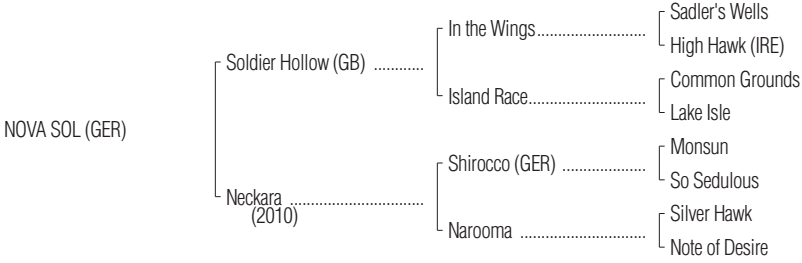 Sadler's Wells
In the Wings
High Hawk (IRE)
Soldier Hollow (GB)
Common Grounds
Island Race
Lake Isle
NOVA SOL (GER)
Monsun
Shirocco (GER)
So Sedulous
Neckara
(2010)
Silver Hawk
Narooma
Note of Desire